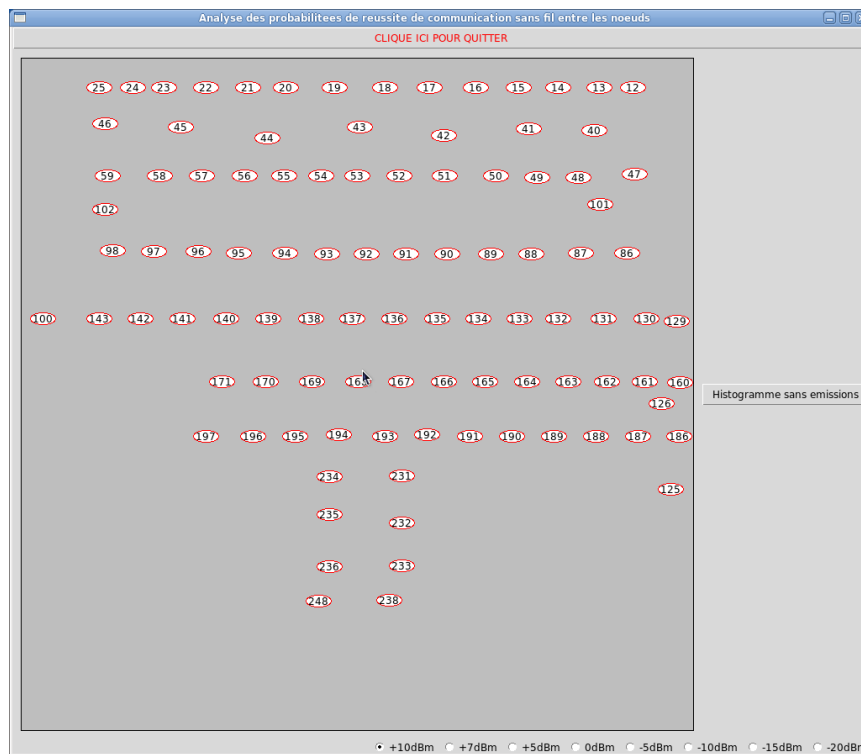 Analyse des probabilitees de reussite de communication sans fil entre les noeuds
CLIQUE ICI POUR QUITTER
25 24 23 22 21 20 19 18 17 16 15 14 13 12
46 45 44 43 42 41 40
59 58 57 56 55 54 53 52 51 50 49 48 47
102 101
98 97 96 95 94 93 92 91 90 89 88 87 86
100 143 142 141 140 139 138 137 136 135 134 133 132 131 130 129
171 170 169 167 166 165 164 163 162 161 160
Histogramme sans emissions
126
197 196 195 194 193 192 191 190 189 188 187 186
234 231
125
235 232
236 233
248 238
+10dBm +7dBm +5dBm 0dBm -5dBm -10dBm -15dBm -20dBm